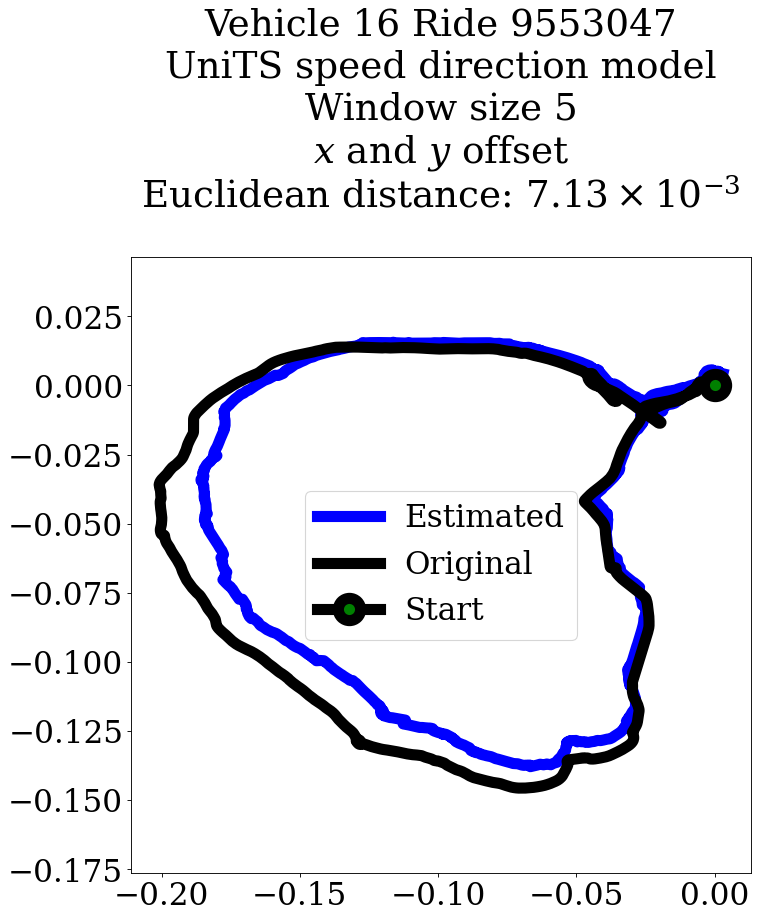 Vehicle 16 Ride 9553047
UniTS speed direction model
Window size 5
x and y offset
Euclidean distance: 7.13 × 10⁻³
0.025
0.000
−0.025
−0.050
−0.075
−0.100
−0.125
−0.150
−0.175
Estimated
Original
Start
−0.20 −0.15 −0.10 −0.05 0.00